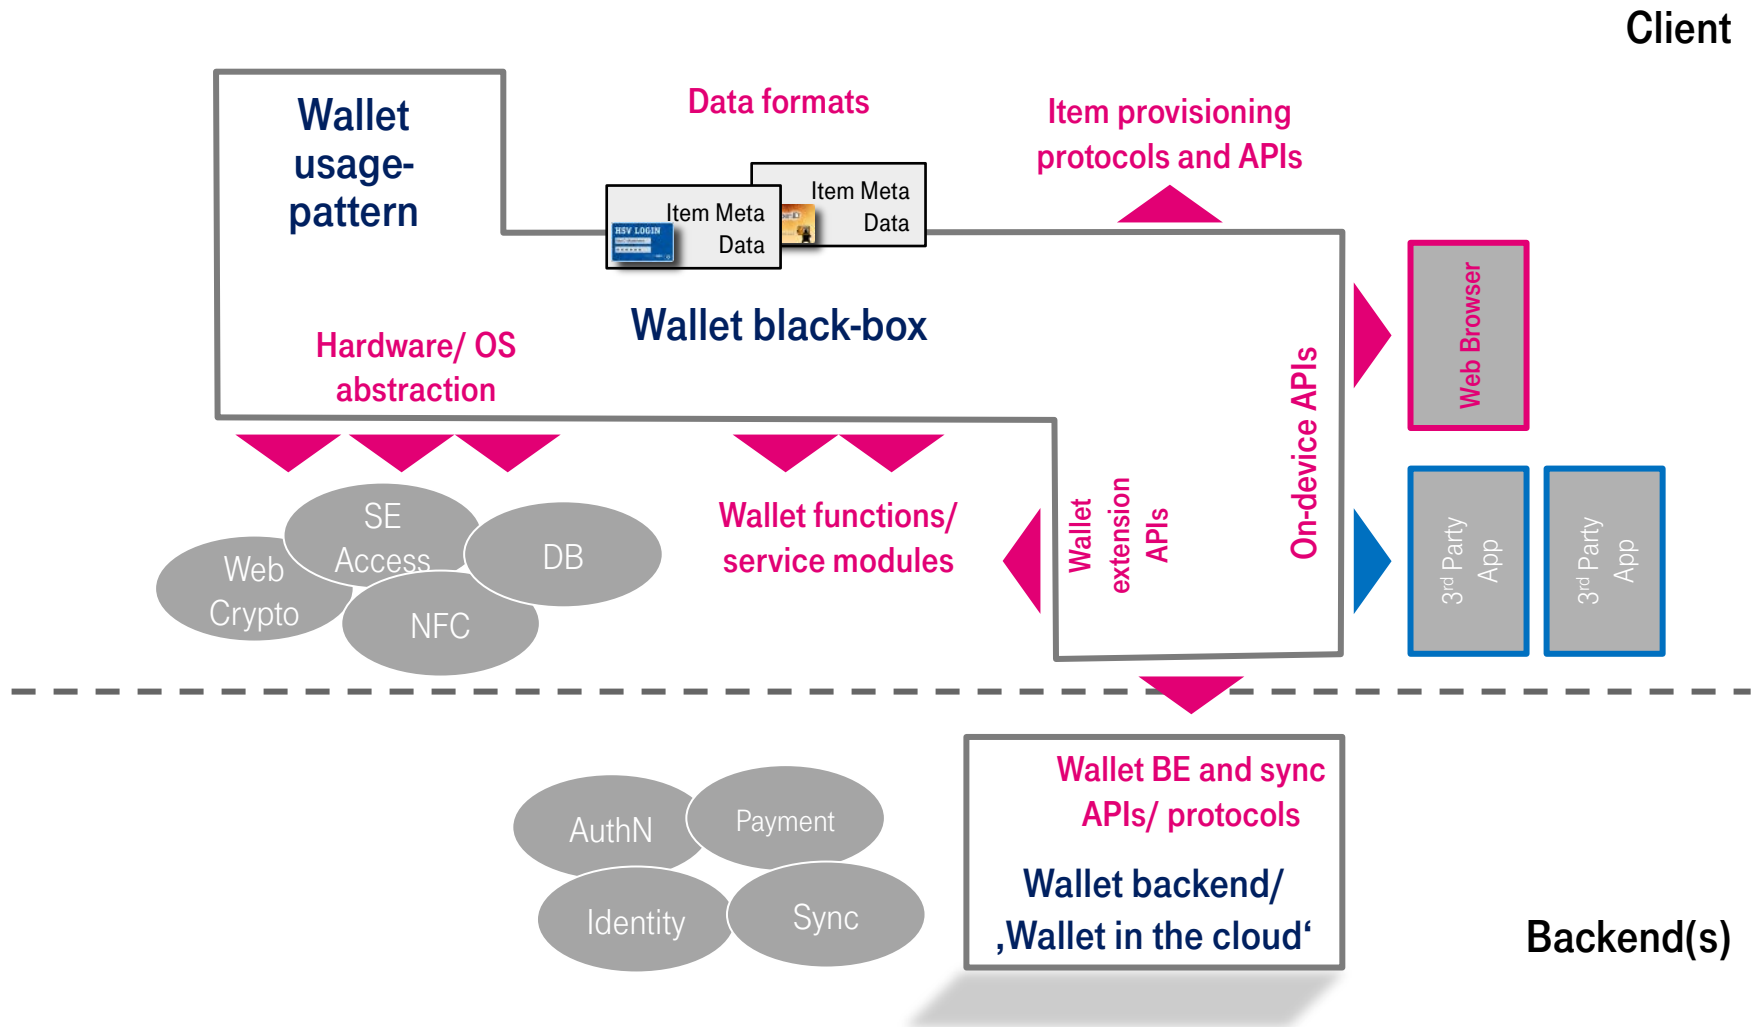 Client
Wallet
usage-
pattern
Data formats
Item provisioning
protocols and APIs
Item Meta
Data
Item Meta
Data
HSV LOGIN
Wallet black-box
Hardware/ OS
abstraction
Web Browser
On-device APIs
Wallet
extension
APIs
Wallet functions/
service modules
SE
Access
DB
Web
Crypto
NFC
3rd Party
App
3rd Party
App
Wallet BE and sync
APIs/ protocols
AuthN
Payment
Identity
Sync
Wallet backend/
‚Wallet in the cloud‘
Backend(s)